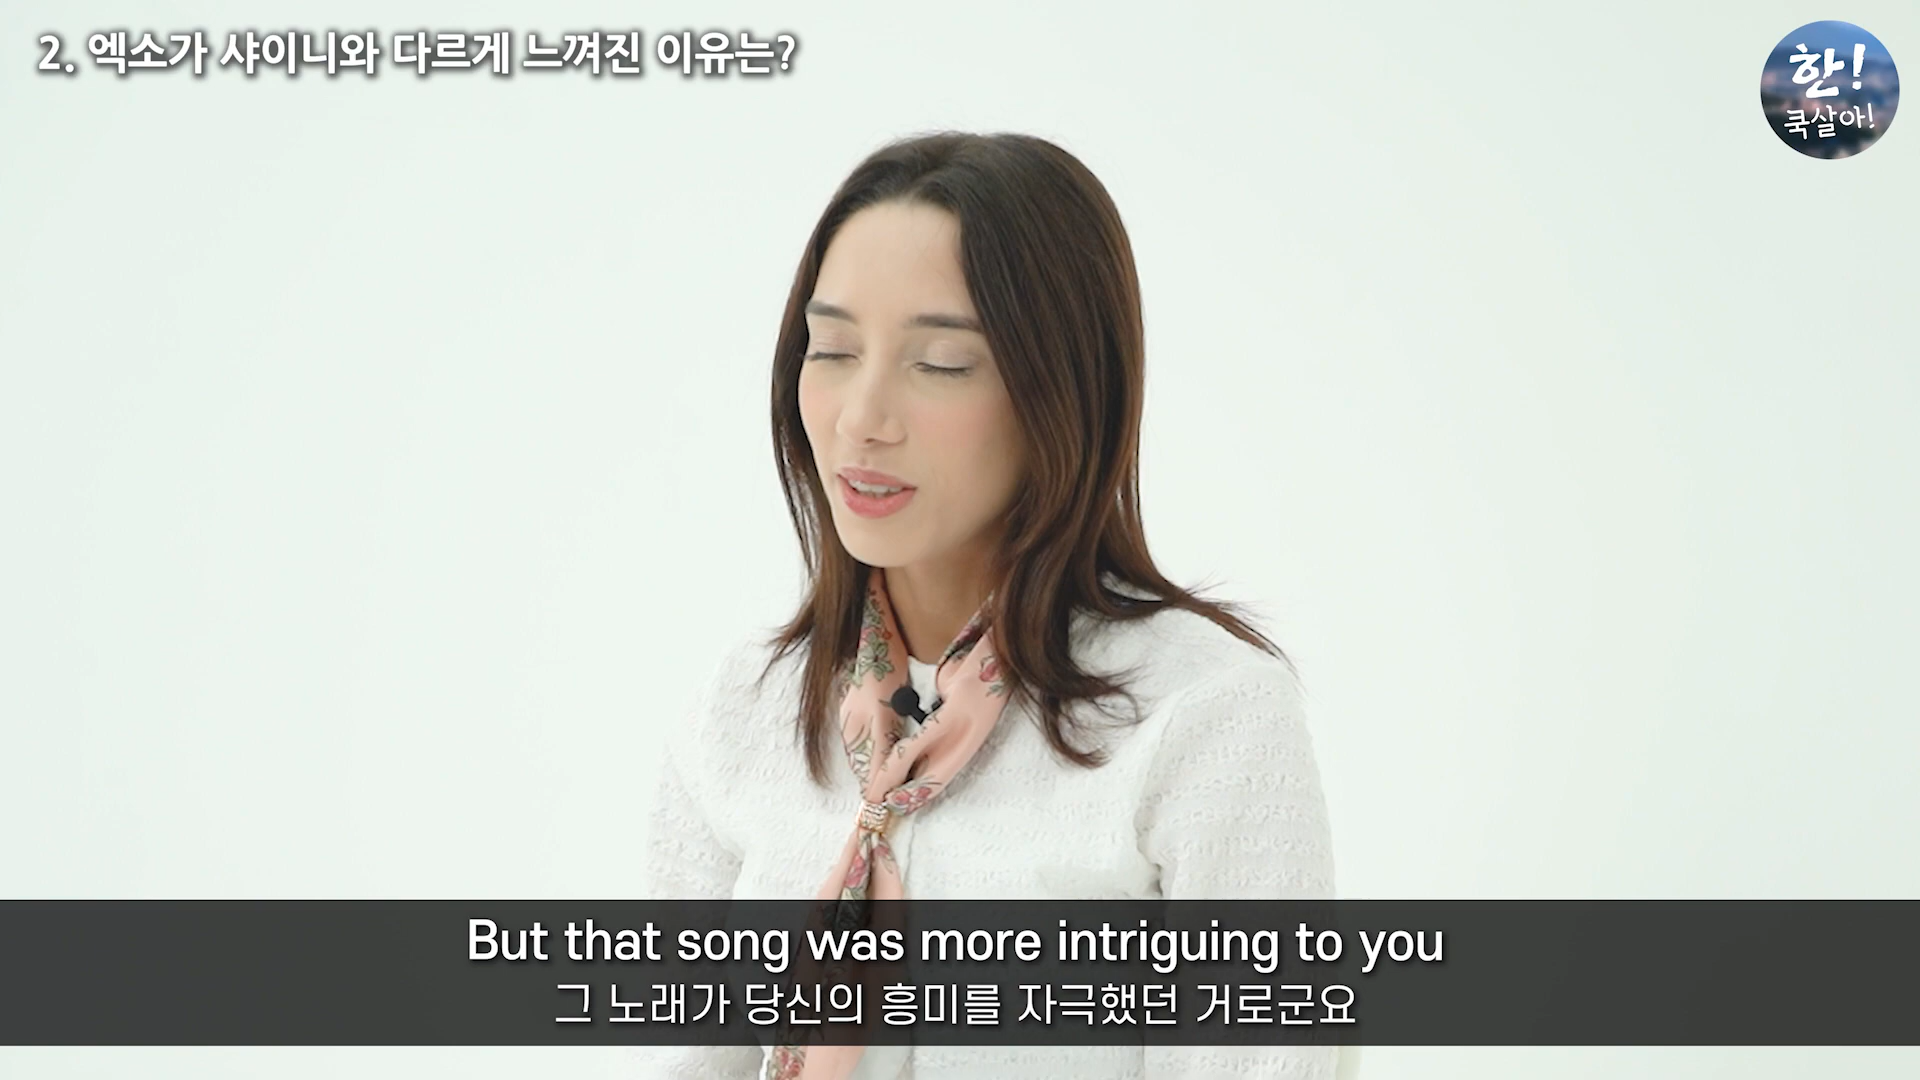 2. 엑소가 샤이니와 다르게 느껴진 이유는?
한!
쿡살아!
But that song was more intriguing to you
그 노래가 당신의 흥미를 자극했던 거로군요